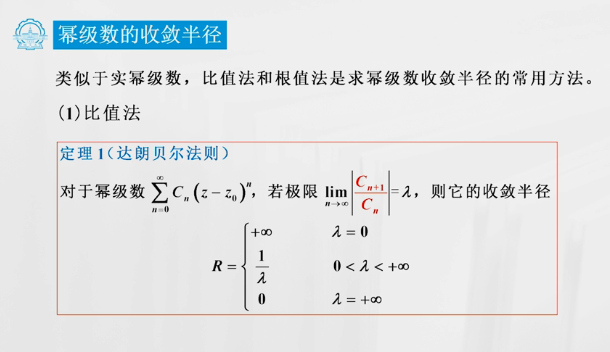 幂级数的收敛半径
类似于实幂级数，比值法和根值法是求幂级数收敛半径的常用方法。
(1)比值法
定理 1（达朗贝尔法则）
对于幂级数 $\sum_{n=0}^{\infty} C_n (z-z_0)^n$，若极限 $\lim_{n\to\infty} \left|\frac{C_{n+1}}{C_n}\right| = \lambda$，则它的收敛半径
$R = \begin{cases} +\infty & \lambda = 0 \\ \frac{1}{\lambda} & 0 < \lambda < +\infty \\ 0 & \lambda = +\infty \end{cases}$